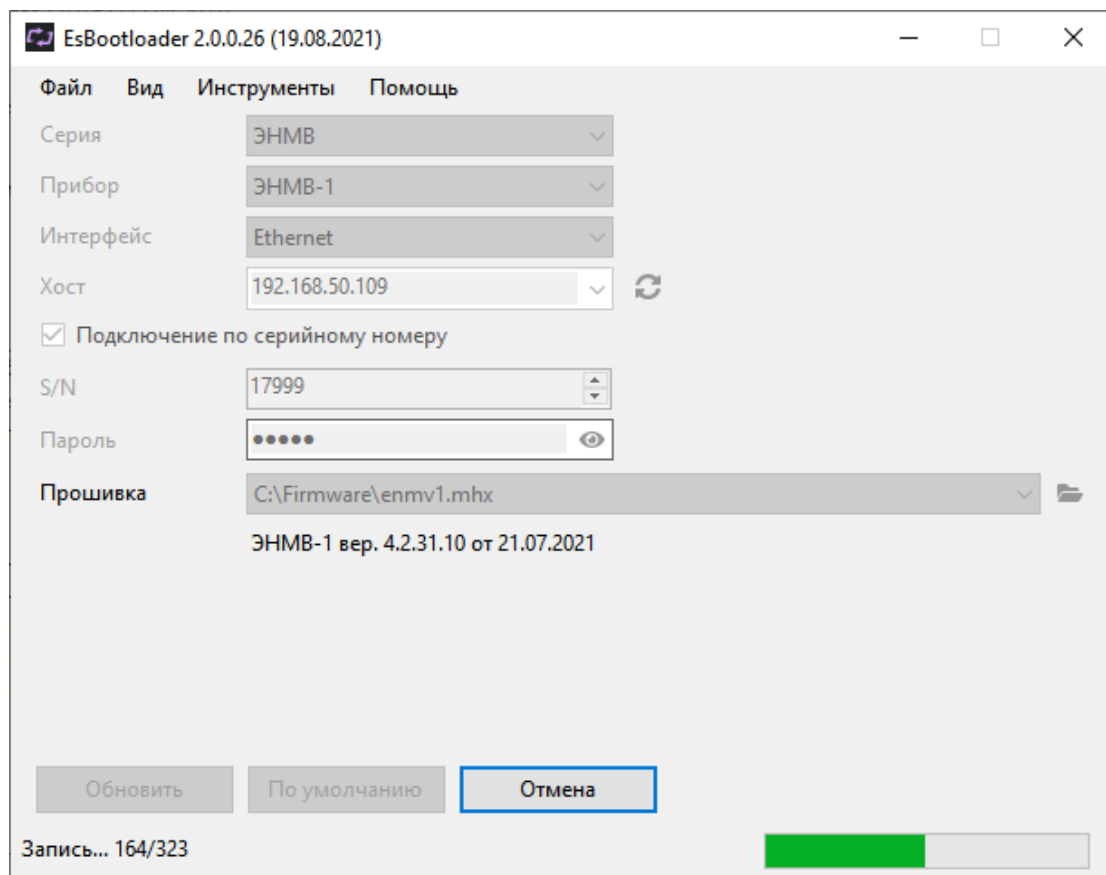 EsBootloader 2.0.0.26 (19.08.2021)
Файл Вид Инструменты Помощь
Серия ЭНМВ
Прибор ЭНМВ-1
Интерфейс Ethernet
Хост 192.168.50.109
Подключение по серийному номеру
S/N 17999
Пароль •••••
Прошивка C:\Firmware\enmv1.mhx
ЭНМВ-1 вер. 4.2.31.10 от 21.07.2021
Обновить По умолчанию Отмена
Запись... 164/323